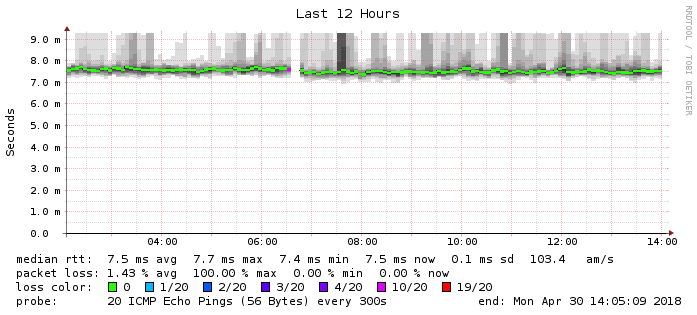 Last 12 Hours
RRDTOOL / TOBI OETIKER
Seconds
9.0 m
8.0 m
7.0 m
6.0 m
5.0 m
4.0 m
3.0 m
2.0 m
1.0 m
0.0
04:00 06:00 08:00 10:00 12:00 14:00
median rtt: 7.5 ms avg 7.7 ms max 7.4 ms min 7.5 ms now 0.1 ms sd 103.4 am/s
packet loss: 1.43 % avg 100.00 % max 0.00 % min 0.00 % now
loss color: 0 1/20 2/20 3/20 4/20 10/20 19/20
probe: 20 ICMP Echo Pings (56 Bytes) every 300s end: Mon Apr 30 14:05:09 2018